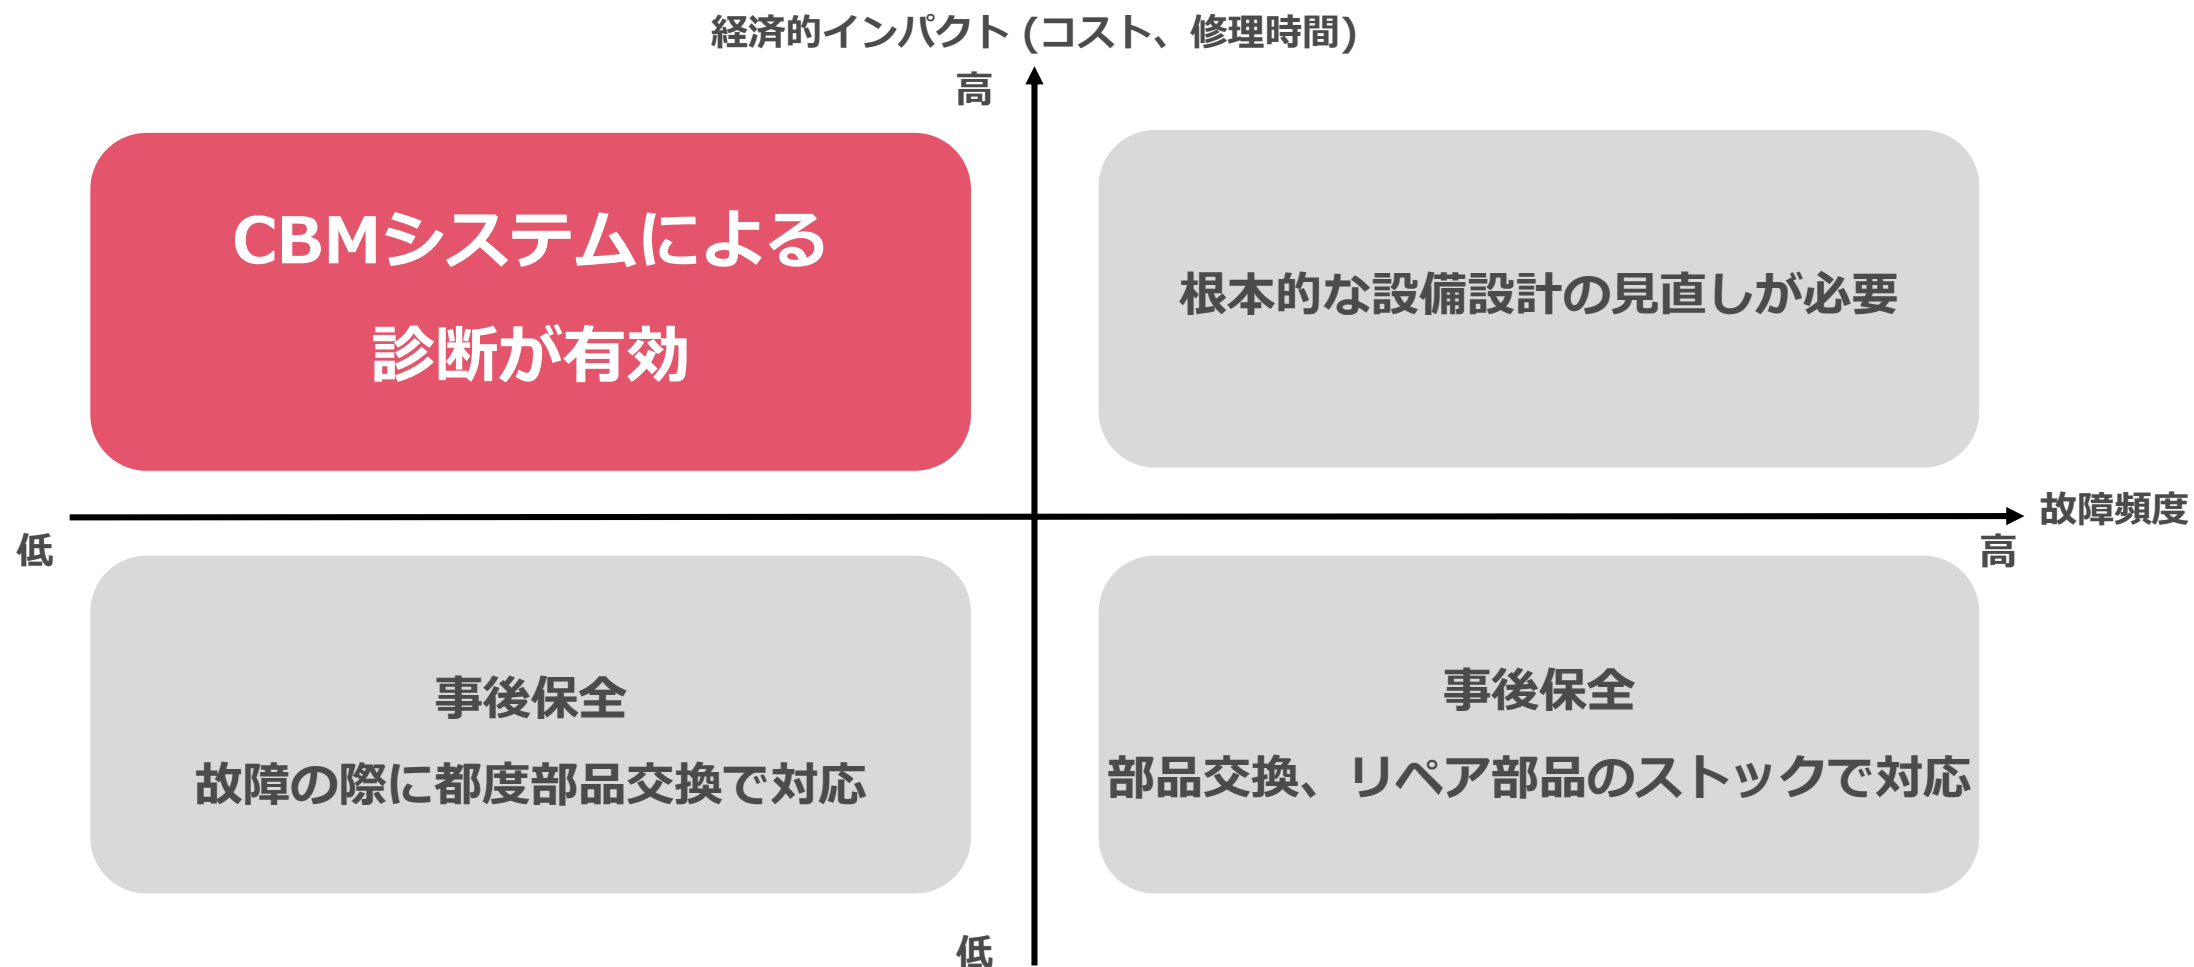 経済的インパクト (コスト、修理時間)
高
CBMシステムによる
診断が有効
根本的な設備設計の見直しが必要
故障頻度
低
高
事後保全
故障の際に都度部品交換で対応
事後保全
部品交換、リペア部品のストックで対応
低